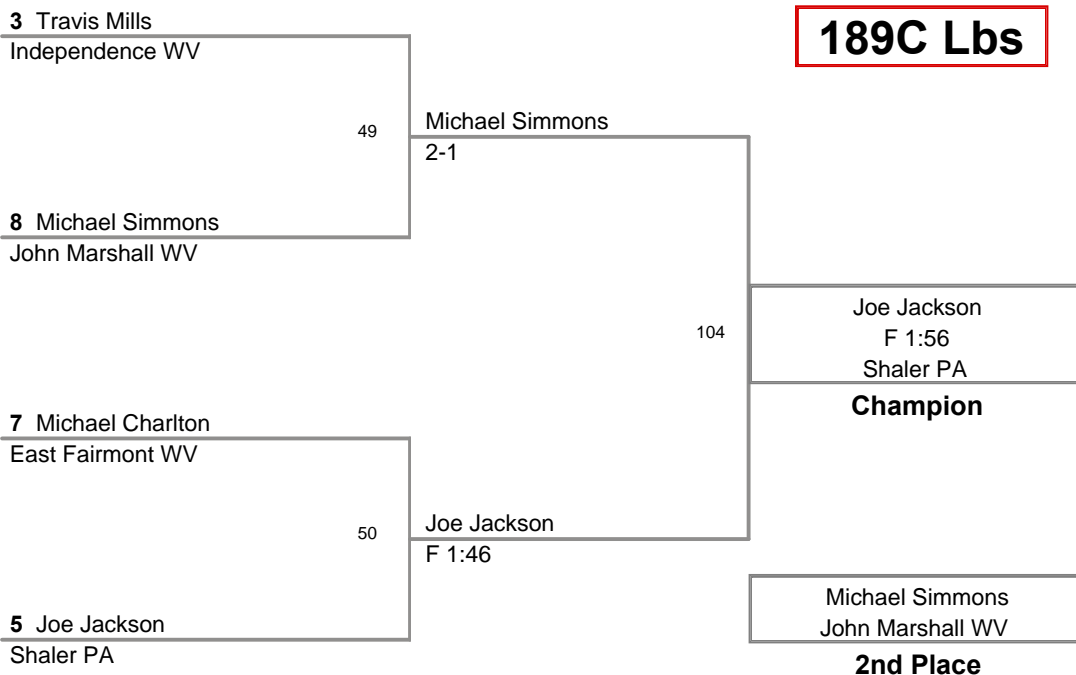 3 Travis Mills
Independence WV
189C Lbs
49
Michael Simmons
2-1
8 Michael Simmons
John Marshall WV
104
Joe Jackson
F 1:56
Shaler PA
Champion
7 Michael Charlton
East Fairmont WV
50
Joe Jackson
F 1:46
5 Joe Jackson
Shaler PA
Michael Simmons
John Marshall WV
2nd Place